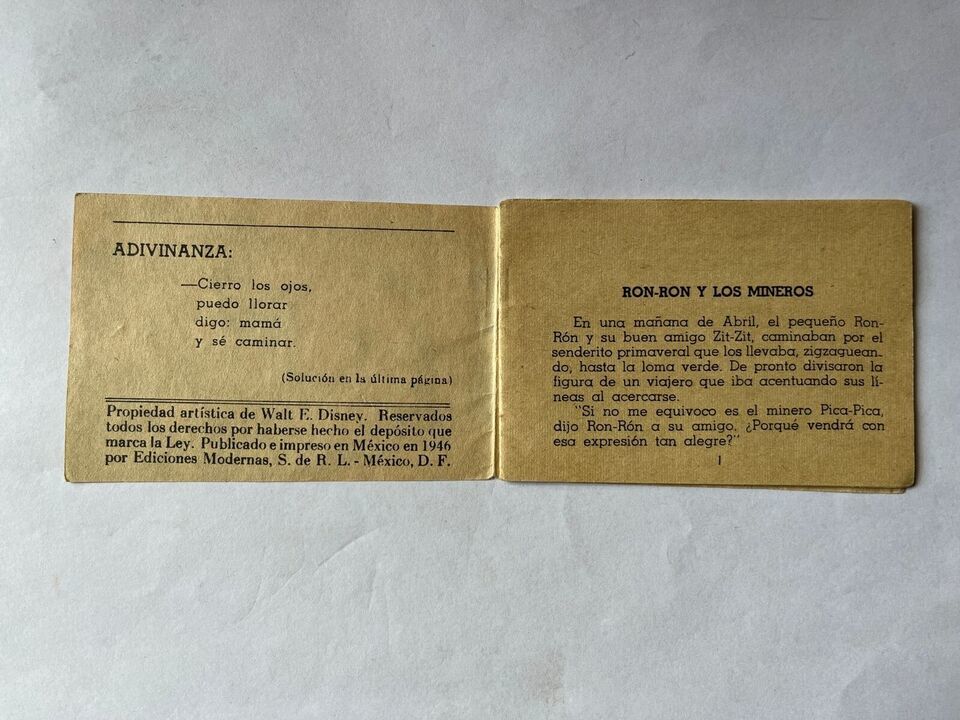 ADIVINANZA:
—Cierro los ojos,
puedo llorar
digo: mamá
y sé caminar.
(Solución en la última página)
Propiedad artística de Walt E. Disney. Reservados
todos los derechos por haberse hecho el depósito que
marca la Ley. Publicado e impreso en México en 1946
por Ediciones Modernas, S. de R. L. - México, D. F.
RON-RON Y LOS MINEROS
En una mañana de Abril, el pequeño Ron-
Rón y su buen amigo Zit-Zit, caminaban por el
senderito primaveral que los llevaba, zigzaguean-
do, hasta la loma verde. De pronto divisaron la
figura de un viajero que iba acentuando sus lí-
neas al acercarse.
"Si no me equivoco es el minero Pica-Pica,
dijo Ron-Rón a su amigo. ¿Porqué vendrá con
esa expresión tan alegre?"
1